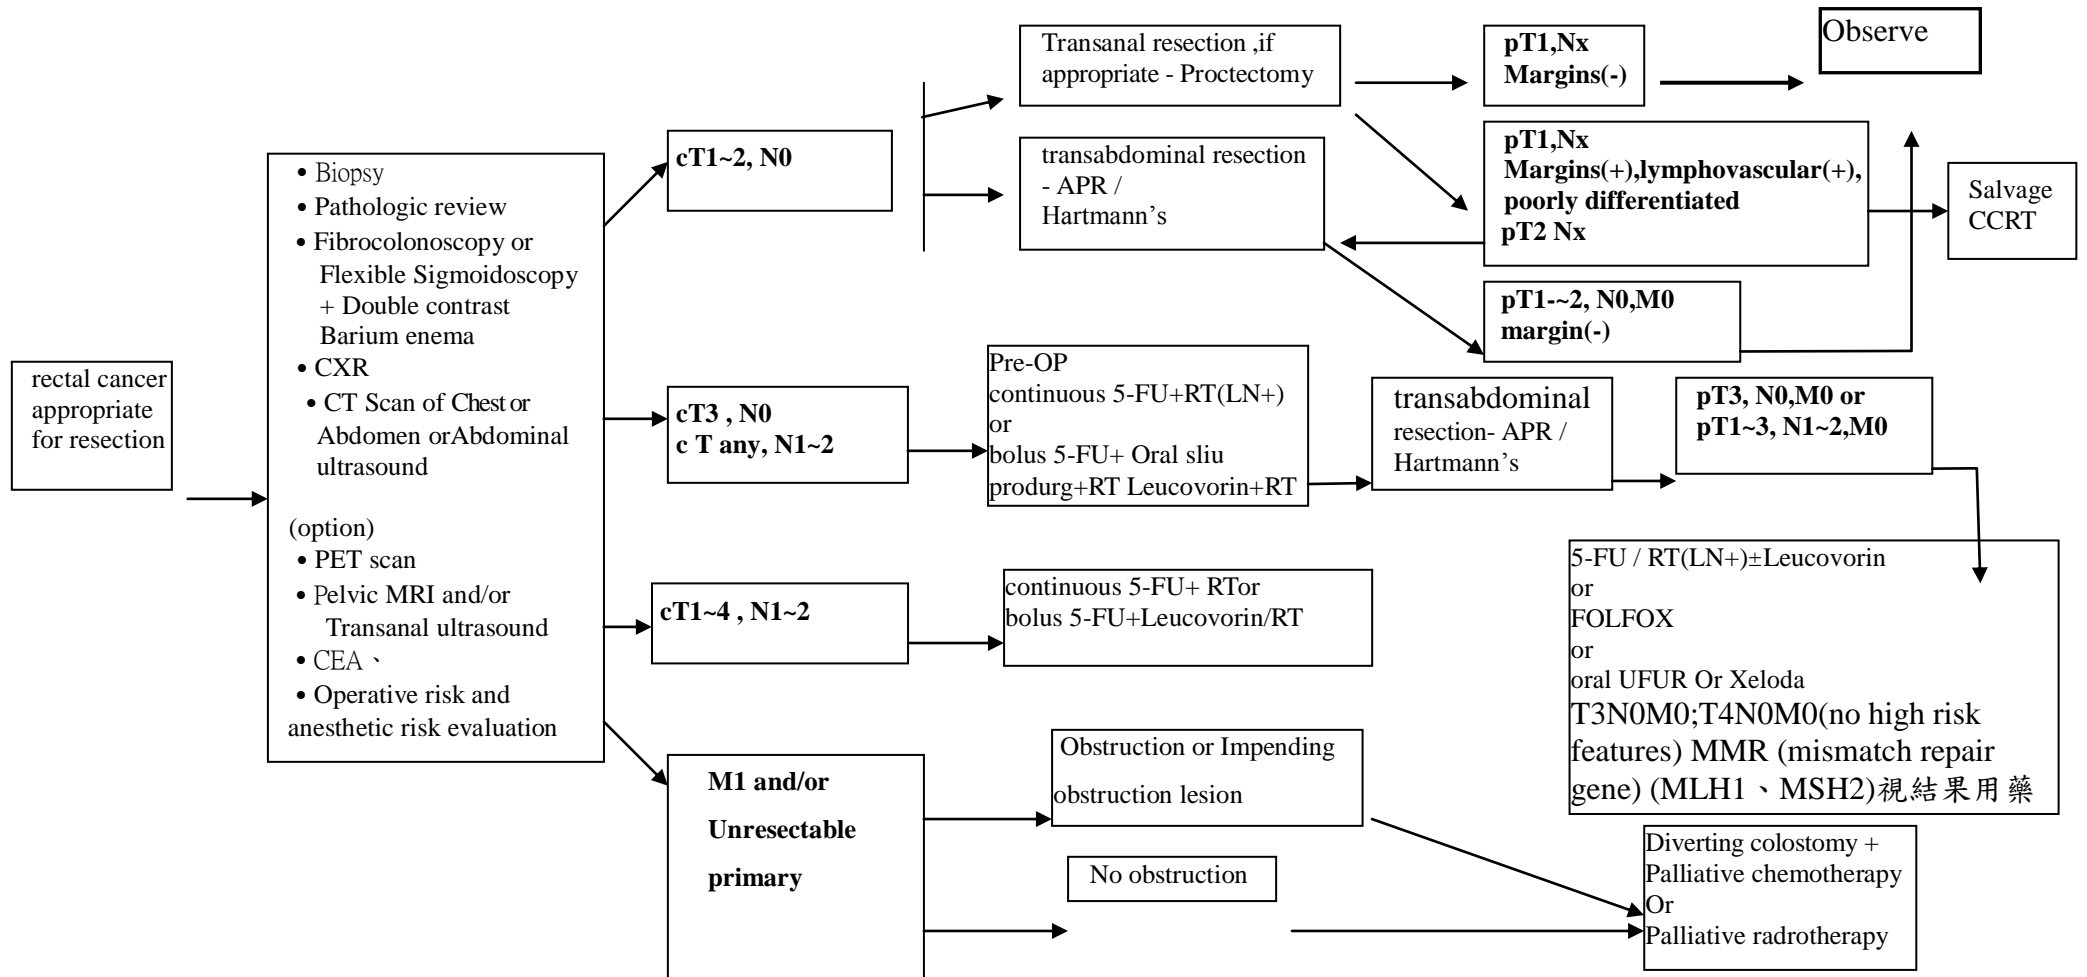 rectal cancer
appropriate
for resection
• Biopsy
• Pathologic review
• Fibrocolonoscopy or
Flexible Sigmoidoscopy
+ Double contrast
Barium enema
• CXR
• CT Scan of Chest or
Abdomen orAbdominal
ultrasound
(option)
• PET scan
• Pelvic MRI and/or
Transanal ultrasound
• CEA、
• Operative risk and
anesthetic risk evaluation
cT1~2, N0
Transanal resection ,if
appropriate - Proctectomy
transabdominal resection
- APR /
Hartmann’s
pT1,Nx
Margins(-)
Observe
pT1,Nx
Margins(+),lymphovascular(+),
poorly differentiated
pT2 Nx
Salvage
CCRT
pT1-~2, N0,M0
margin(-)
cT3 , N0
c T any, N1~2
Pre-OP
continuous 5-FU+RT(LN+)
or
bolus 5-FU+ Oral sliu
produrg+RT Leucovorin+RT
transabdominal
resection- APR /
Hartmann’s
pT3, N0,M0 or
pT1~3, N1~2,M0
5-FU / RT(LN+)±Leucovorin
or
FOLFOX
or
oral UFUR Or Xeloda
T3N0M0;T4N0M0(no high risk
features) MMR (mismatch repair
gene) (MLH1、MSH2)視結果用藥
cT1~4 , N1~2
continuous 5-FU+ RTor
bolus 5-FU+Leucovorin/RT
M1 and/or
Unresectable
primary
Obstruction or Impending
obstruction lesion
No obstruction
Diverting colostomy +
Palliative chemotherapy
Or
Palliative radrotherapy